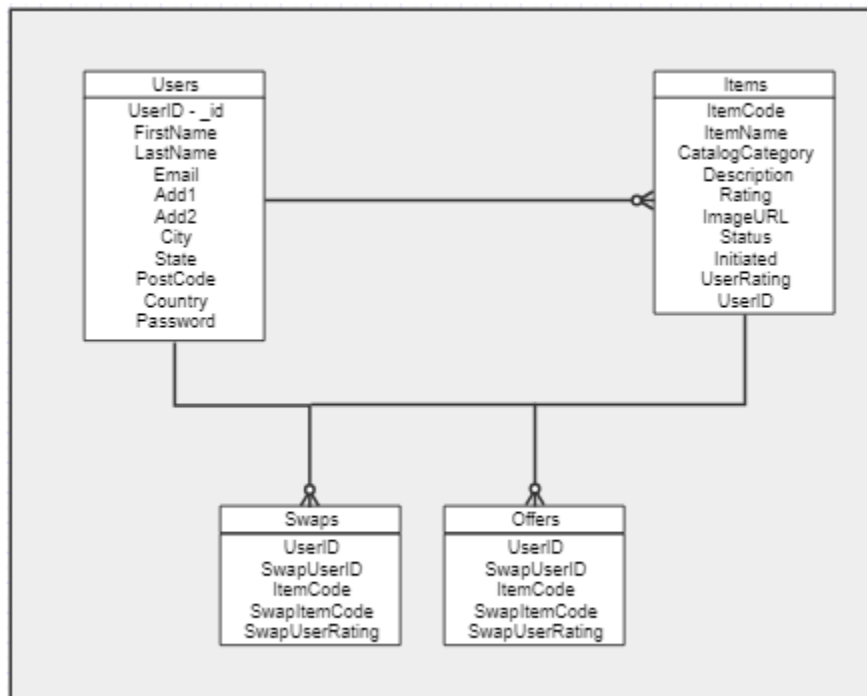 Users
UserID - _id
FirstName
LastName
Email
Add1
Add2
City
State
PostCode
Country
Password
Items
ItemCode
ItemName
CatalogCategory
Description
Rating
ImageURL
Status
Initiated
UserRating
UserID
Swaps
UserID
SwapUserID
ItemCode
SwapItemCode
SwapUserRating
Offers
UserID
SwapUserID
ItemCode
SwapItemCode
SwapUserRating